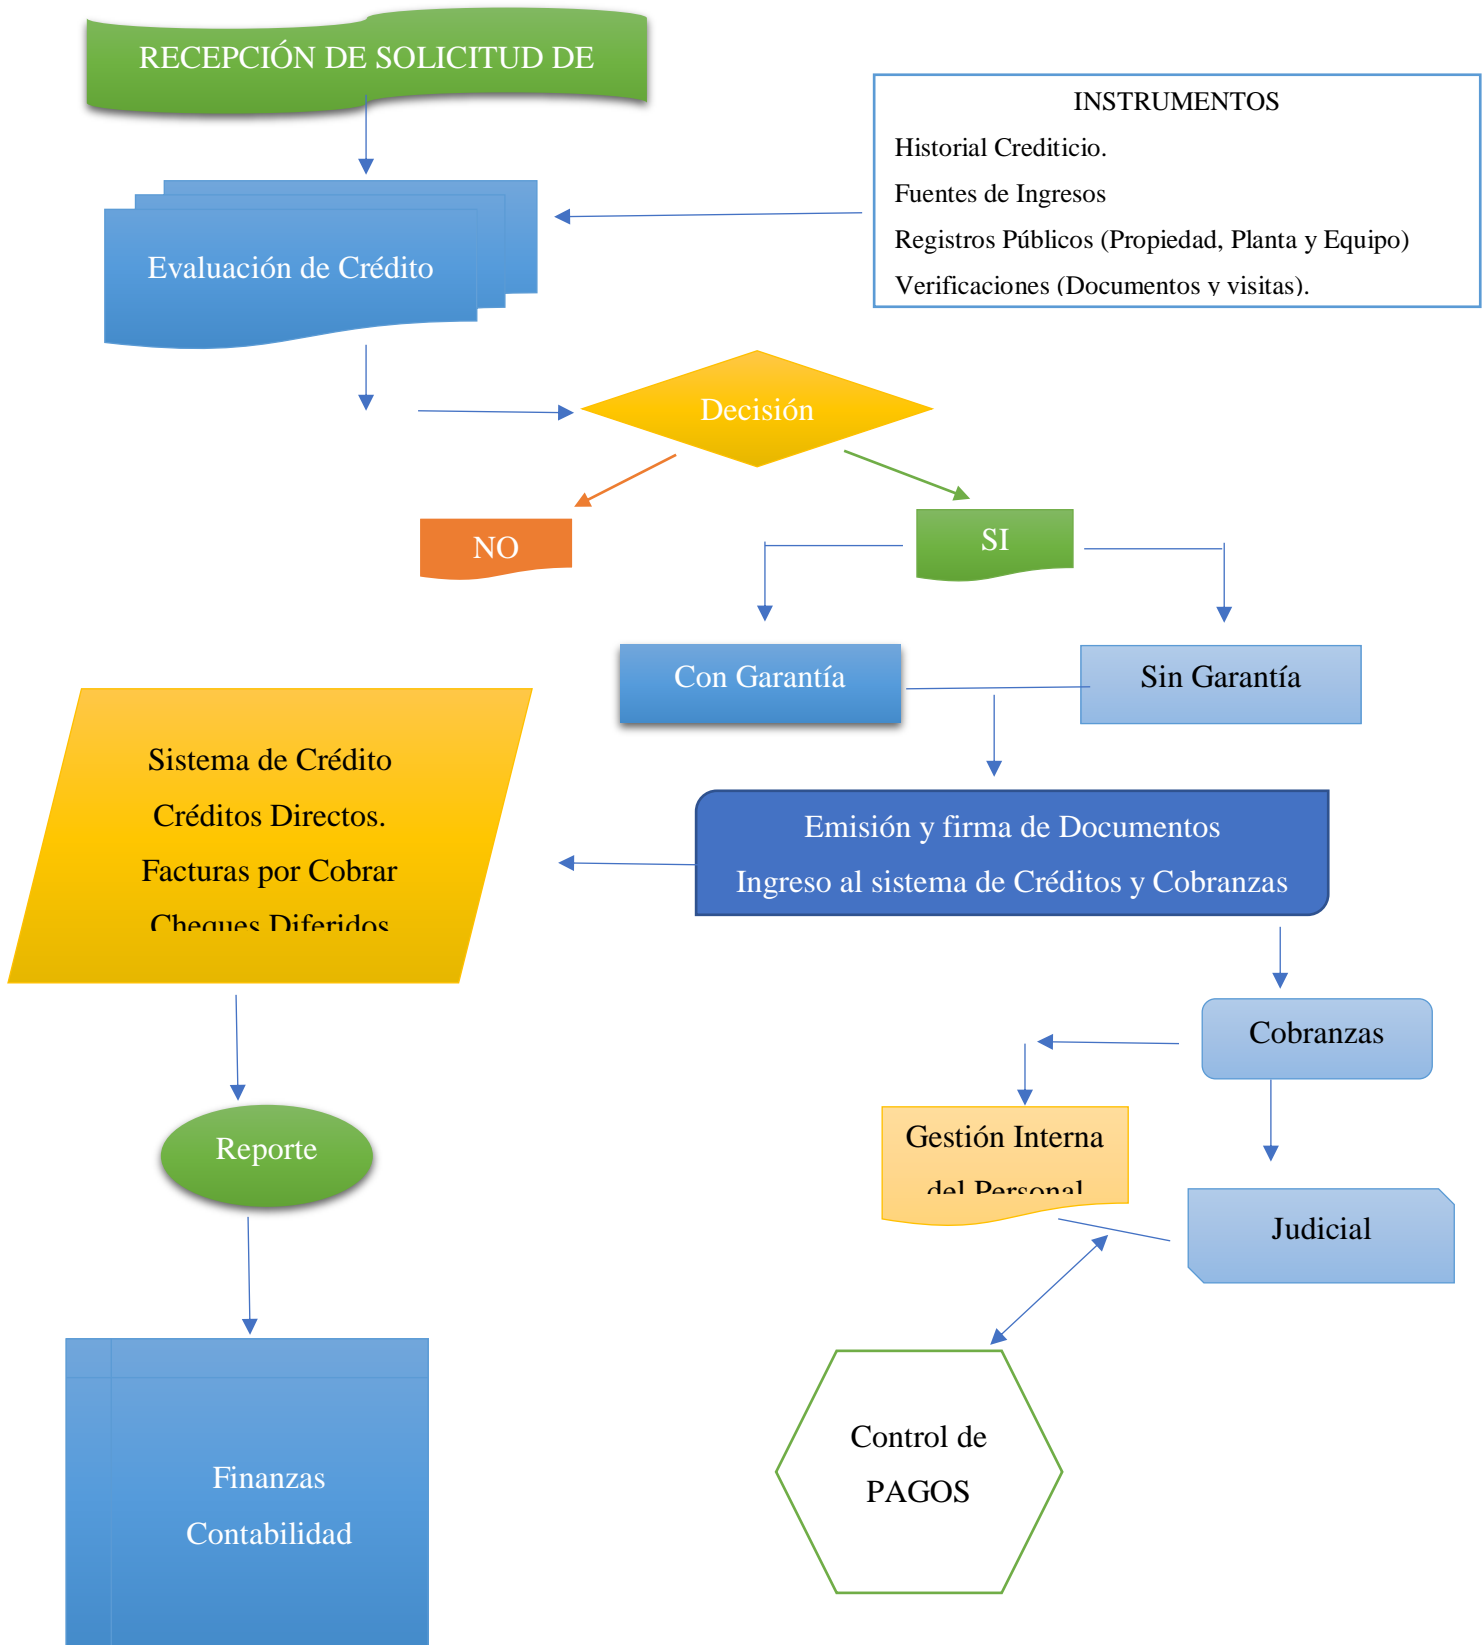 RECEPCIÓN DE SOLICITUD DE
INSTRUMENTOS
Historial Crediticio.
Fuentes de Ingresos
Registros Públicos (Propiedad, Planta y Equipo)
Verificaciones (Documentos y visitas).
Evaluación de Crédito
Decisión
NO
SI
Con Garantía
Sin Garantía
Sistema de Crédito
Créditos Directos.
Facturas por Cobrar
Cheques Diferidos
Emisión y firma de Documentos
Ingreso al sistema de Créditos y Cobranzas
Cobranzas
Gestión Interna
del Personal
Reporte
Judicial
Control de
PAGOS
Finanzas
Contabilidad